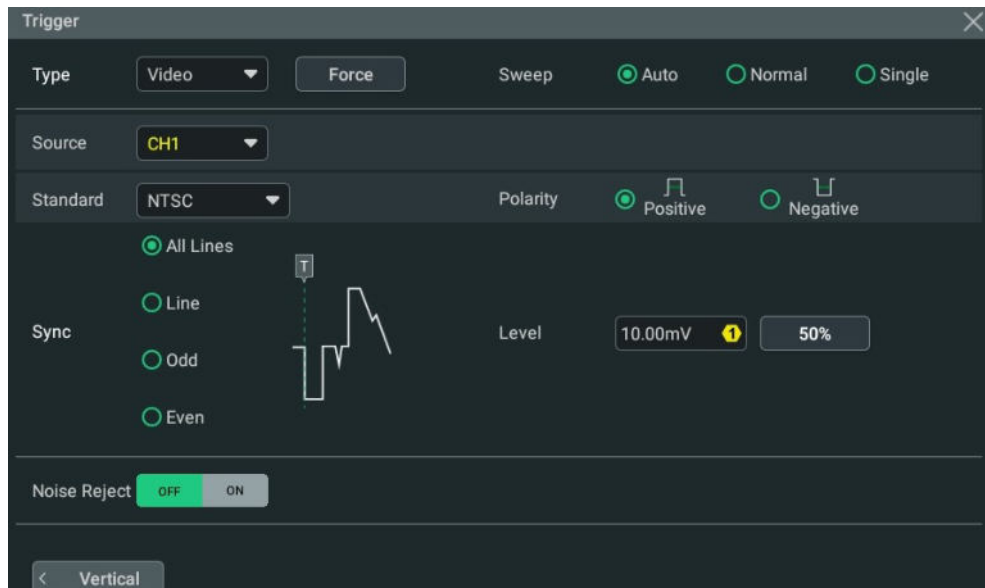 Trigger
Type Video Force Sweep Auto Normal Single
Source CH1
Standard NTSC Polarity Positive Negative
All Lines
T
Line
Sync Level 10.00mV 1 50%
Odd
Even
Noise Reject OFF ON
< Vertical